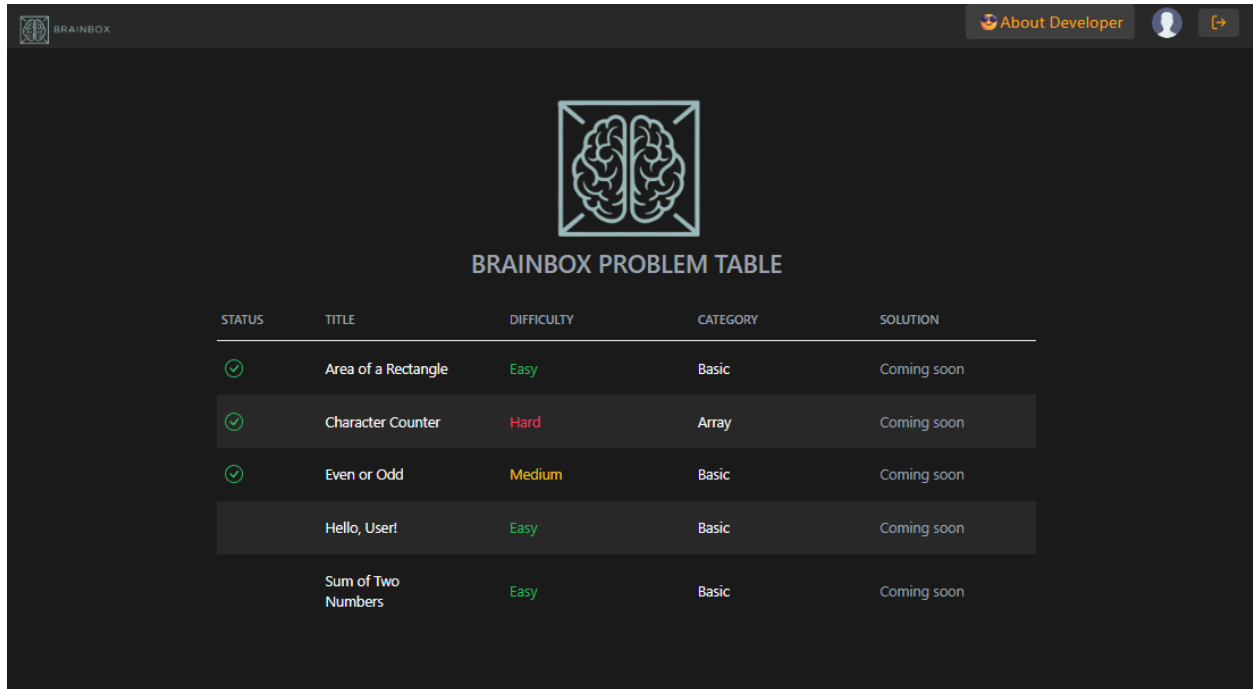 BRAINBOX
About Developer
BRAINBOX PROBLEM TABLE
STATUS TITLE DIFFICULTY CATEGORY SOLUTION
Area of a Rectangle Easy Basic Coming soon
Character Counter Hard Array Coming soon
Even or Odd Medium Basic Coming soon
Hello, User! Easy Basic Coming soon
Sum of Two
Numbers Easy Basic Coming soon